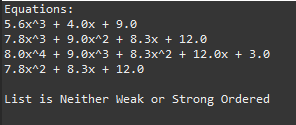 Equations:
5.6x^3 + 4.0x + 9.0
7.8x^3 + 9.0x^2 + 8.3x + 12.0
8.0x^4 + 9.0x^3 + 8.3x^2 + 12.0x + 3.0
7.8x^2 + 8.3x + 12.0
List is Neither Weak or Strong Ordered